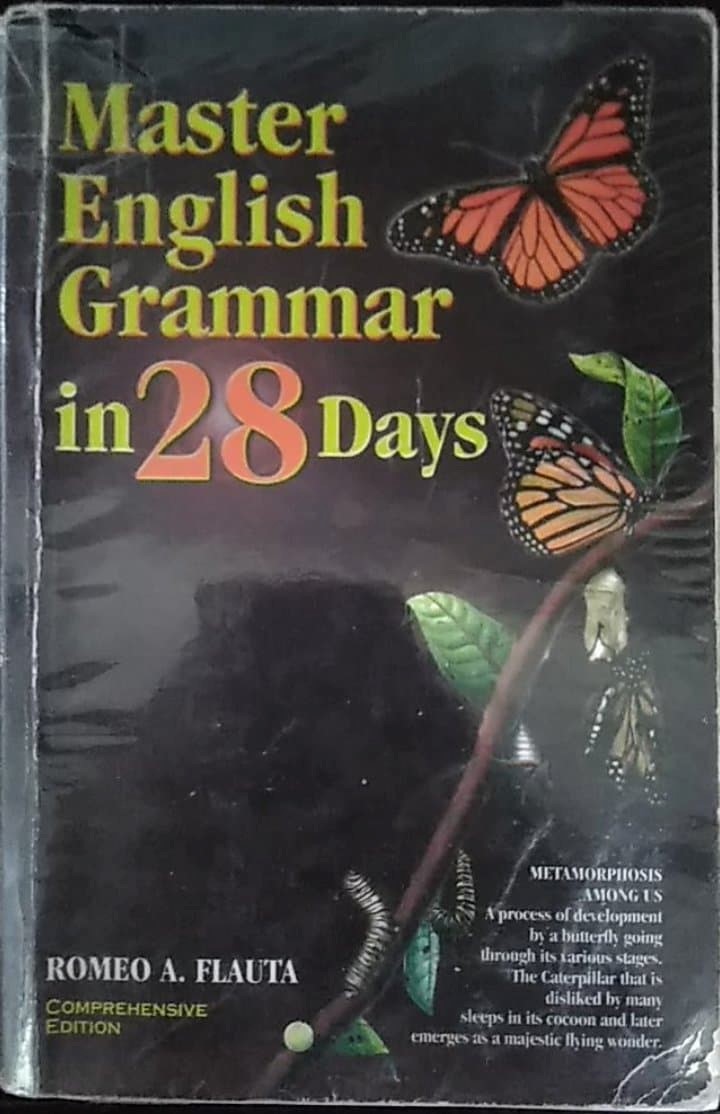 Master
English
Grammar
in 28 Days
METAMORPHOSIS
AMONG US
A process of development
by a butterfly going
through its various stages.
The Caterpillar that is
disliked by many
sleeps in its cocoon and later
emerges as a majestic flying wonder.
ROMEO A. FLAUTA
COMPREHENSIVE
EDITION